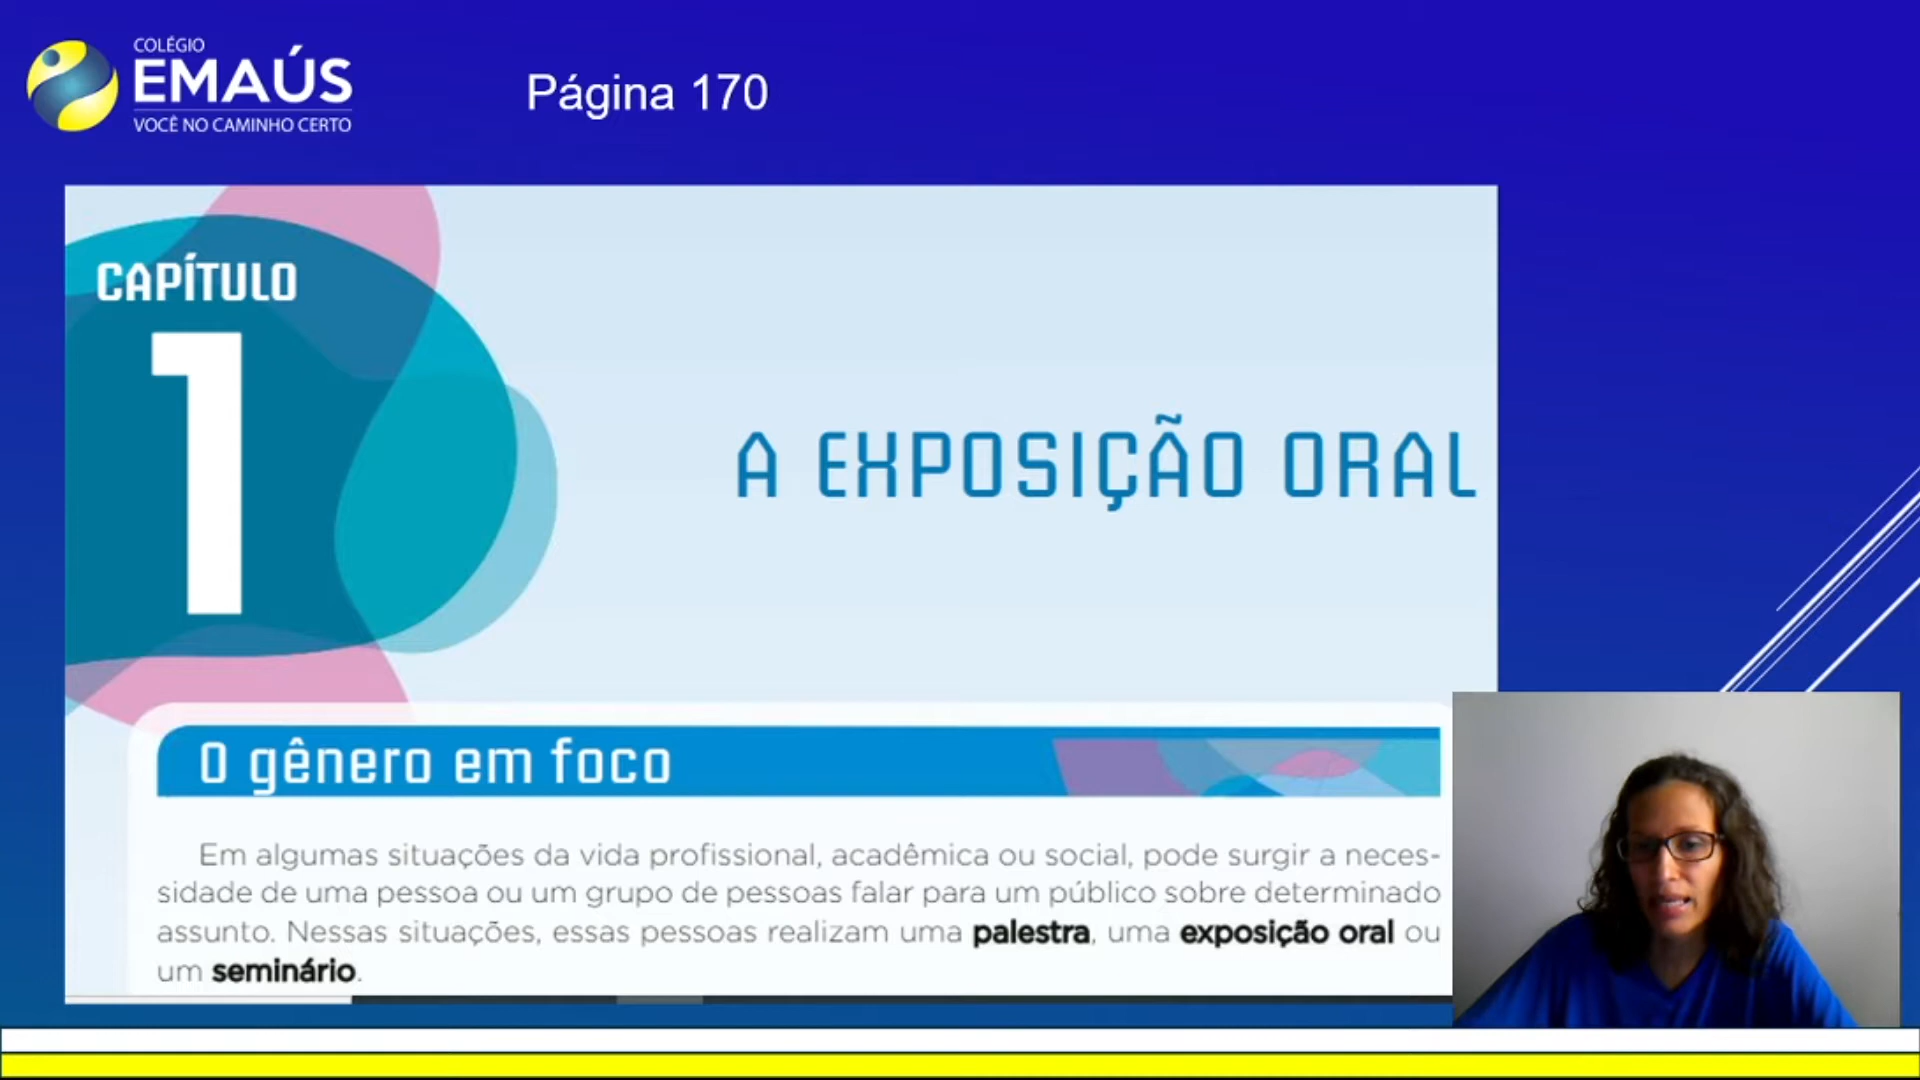 COLÉGIO
EMAÚS
VOCÊ NO CAMINHO CERTO
Página 170
CAPÍTULO
1
A EXPOSIÇÃO ORAL
O gênero em foco
Em algumas situações da vida profissional, acadêmica ou social, pode surgir a neces-
sidade de uma pessoa ou um grupo de pessoas falar para um público sobre determinado
assunto. Nessas situações, essas pessoas realizam uma palestra, uma exposição oral ou
um seminário.